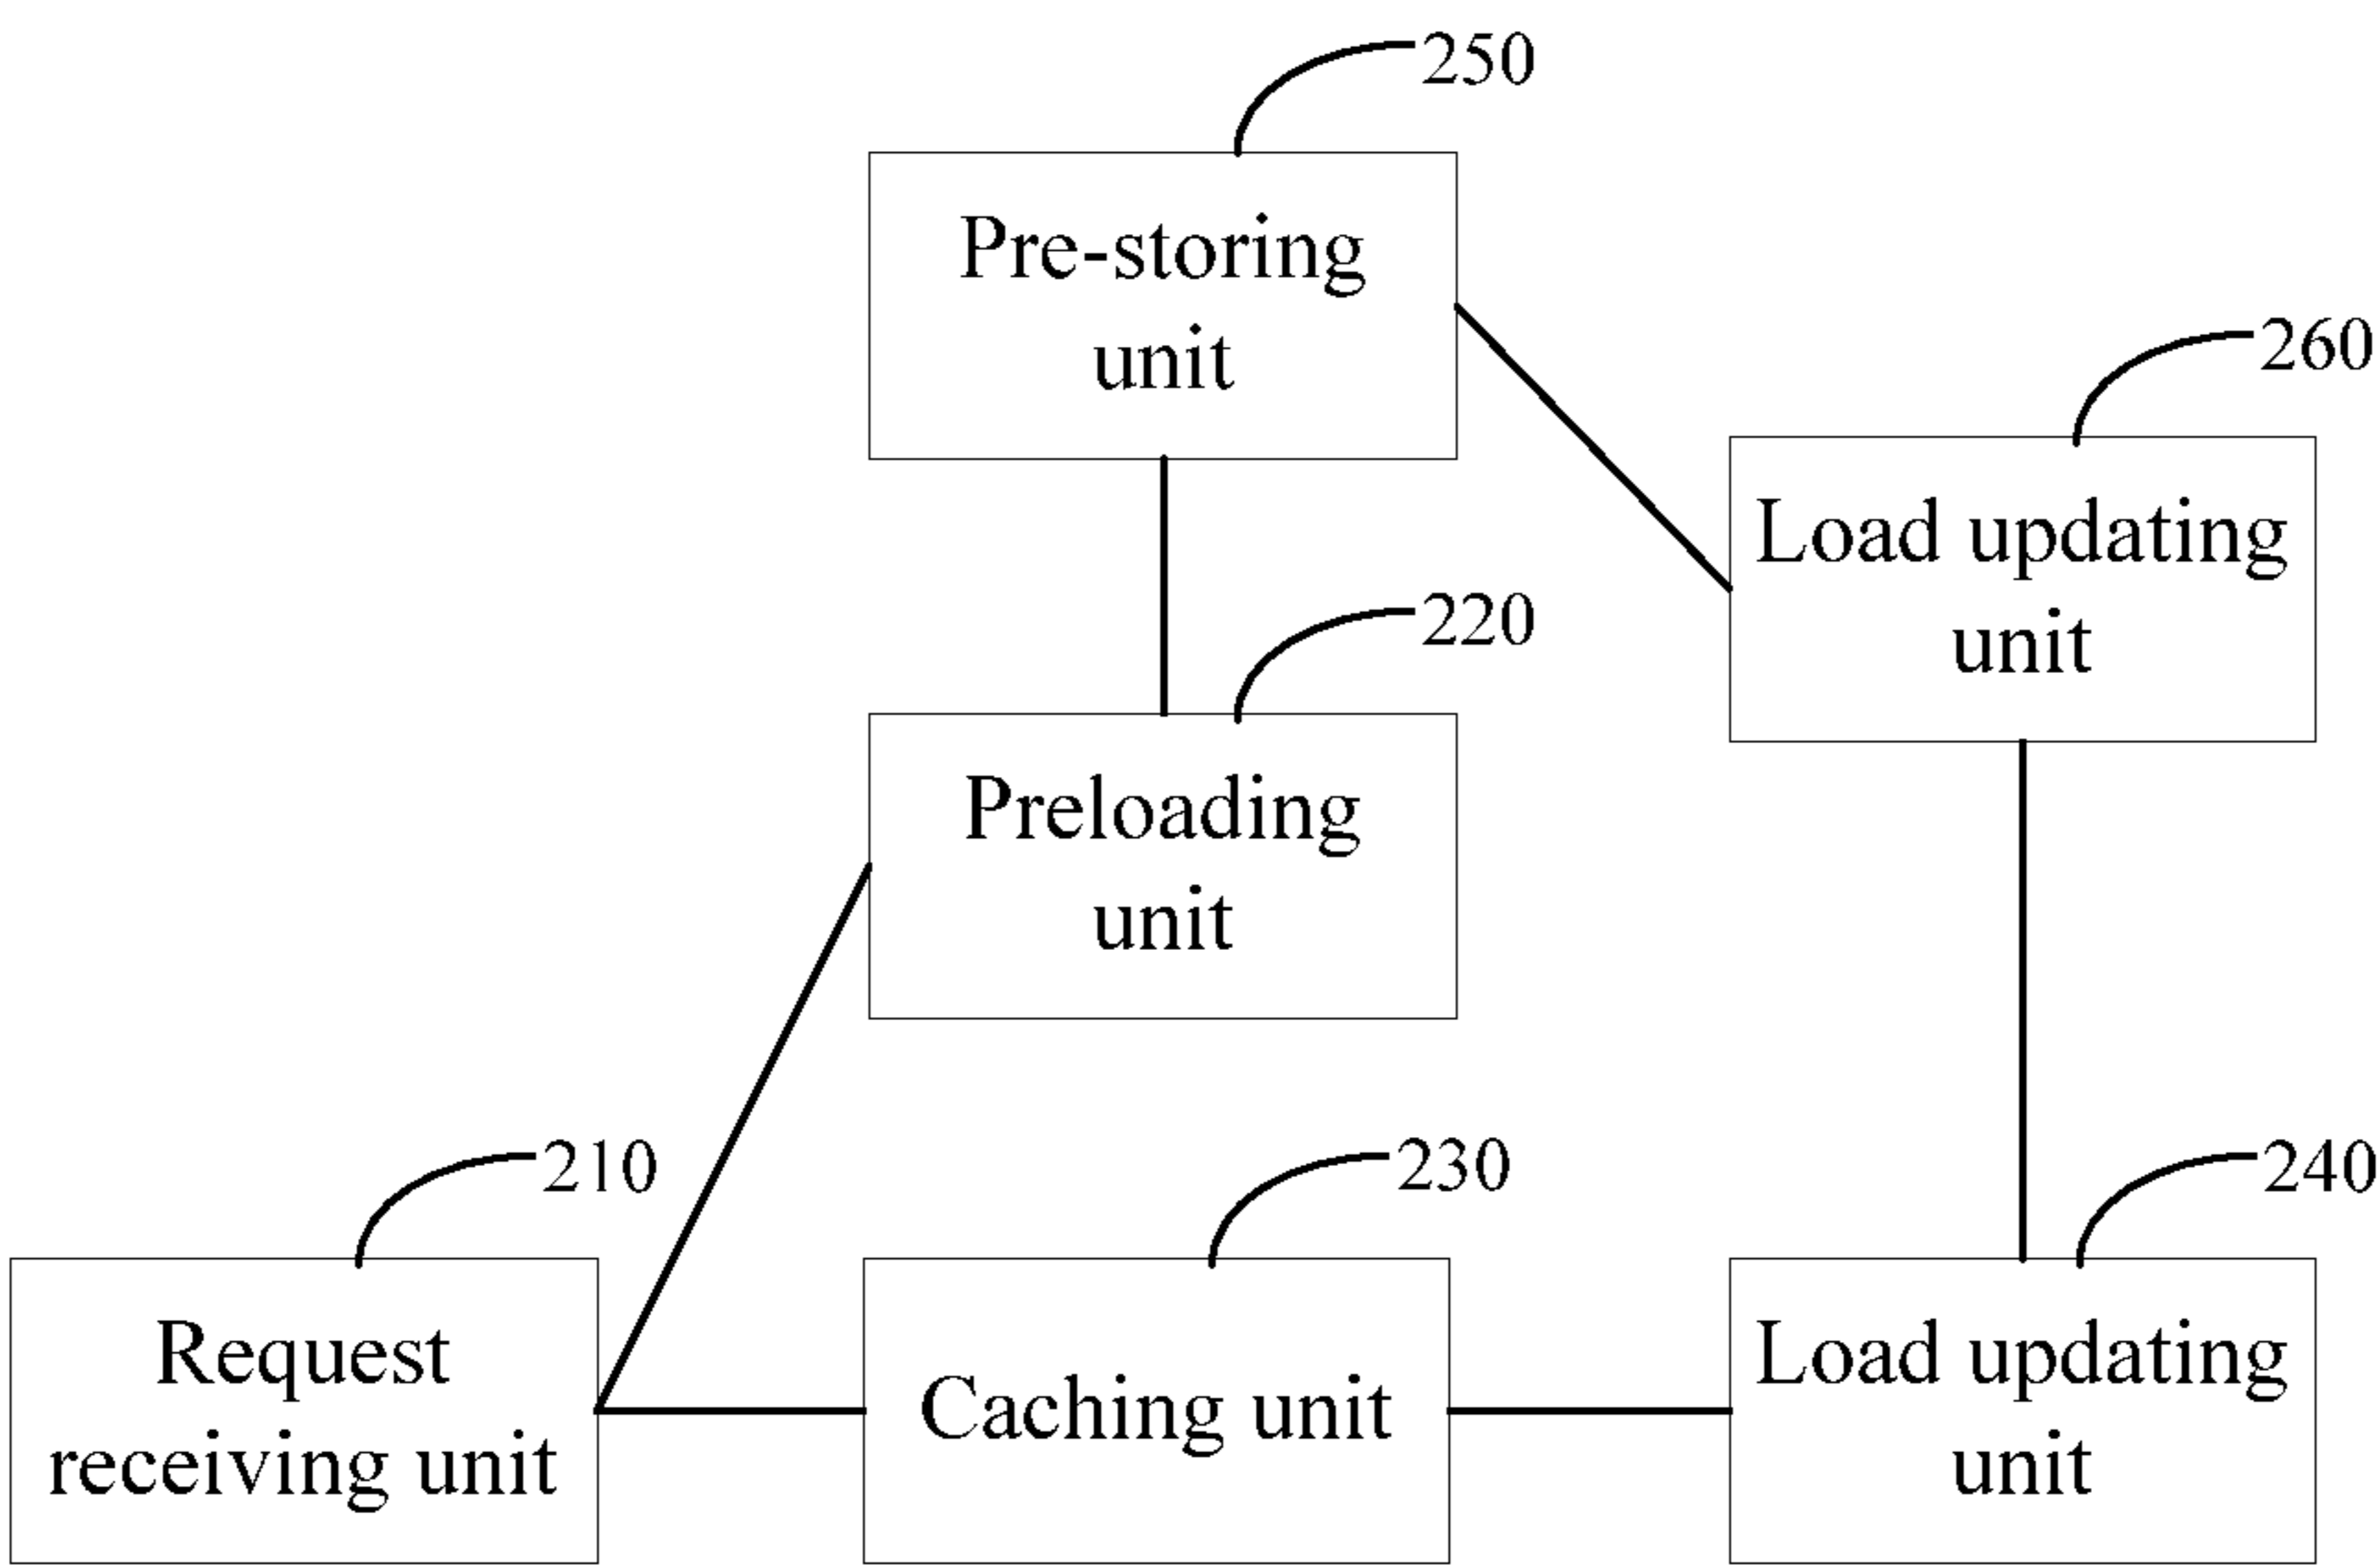 250
Pre-storing
unit
260
Load updating
unit
220
Preloading
unit
210
Request
receiving unit
230
Caching unit
240
Load updating
unit